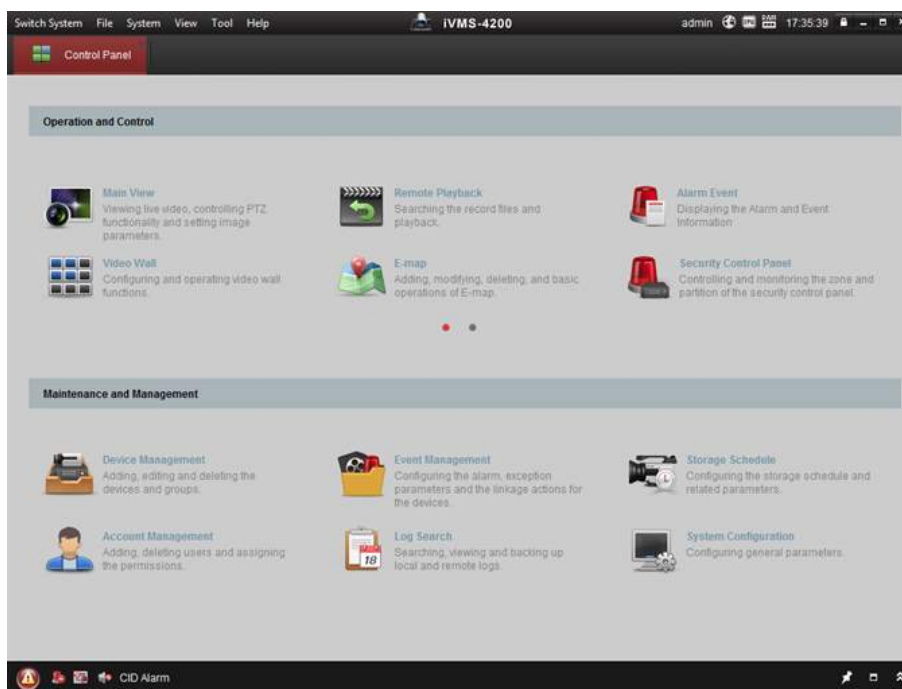 Switch System File System View Tool Help iVMS-4200 admin 17:35:39
Control Panel
Operation and Control
Main View
Viewing live video, controlling PTZ
functionality and setting image
parameters.
Remote Playback
Searching the record files and
playback.
Alarm Event
Displaying the Alarm and Event
Information
Video Wall
Configuring and operating video wall
functions.
E-map
Adding, modifying, deleting, and basic
operations of E-map.
Security Control Panel
Controlling and monitoring the zone and
partition of the security control panel.
Maintenance and Management
Device Management
Adding, editing and deleting the
devices and groups.
Event Management
Configuring the alarm, exception
parameters and the linkage actions for
the devices.
Storage Schedule
Configuring the storage schedule and
related parameters.
Account Management
Adding, deleting users and assigning
the permissions.
Log Search
Searching, viewing and backing up
local and remote logs.
18
System Configuration
Configuring general parameters.
CID Alarm